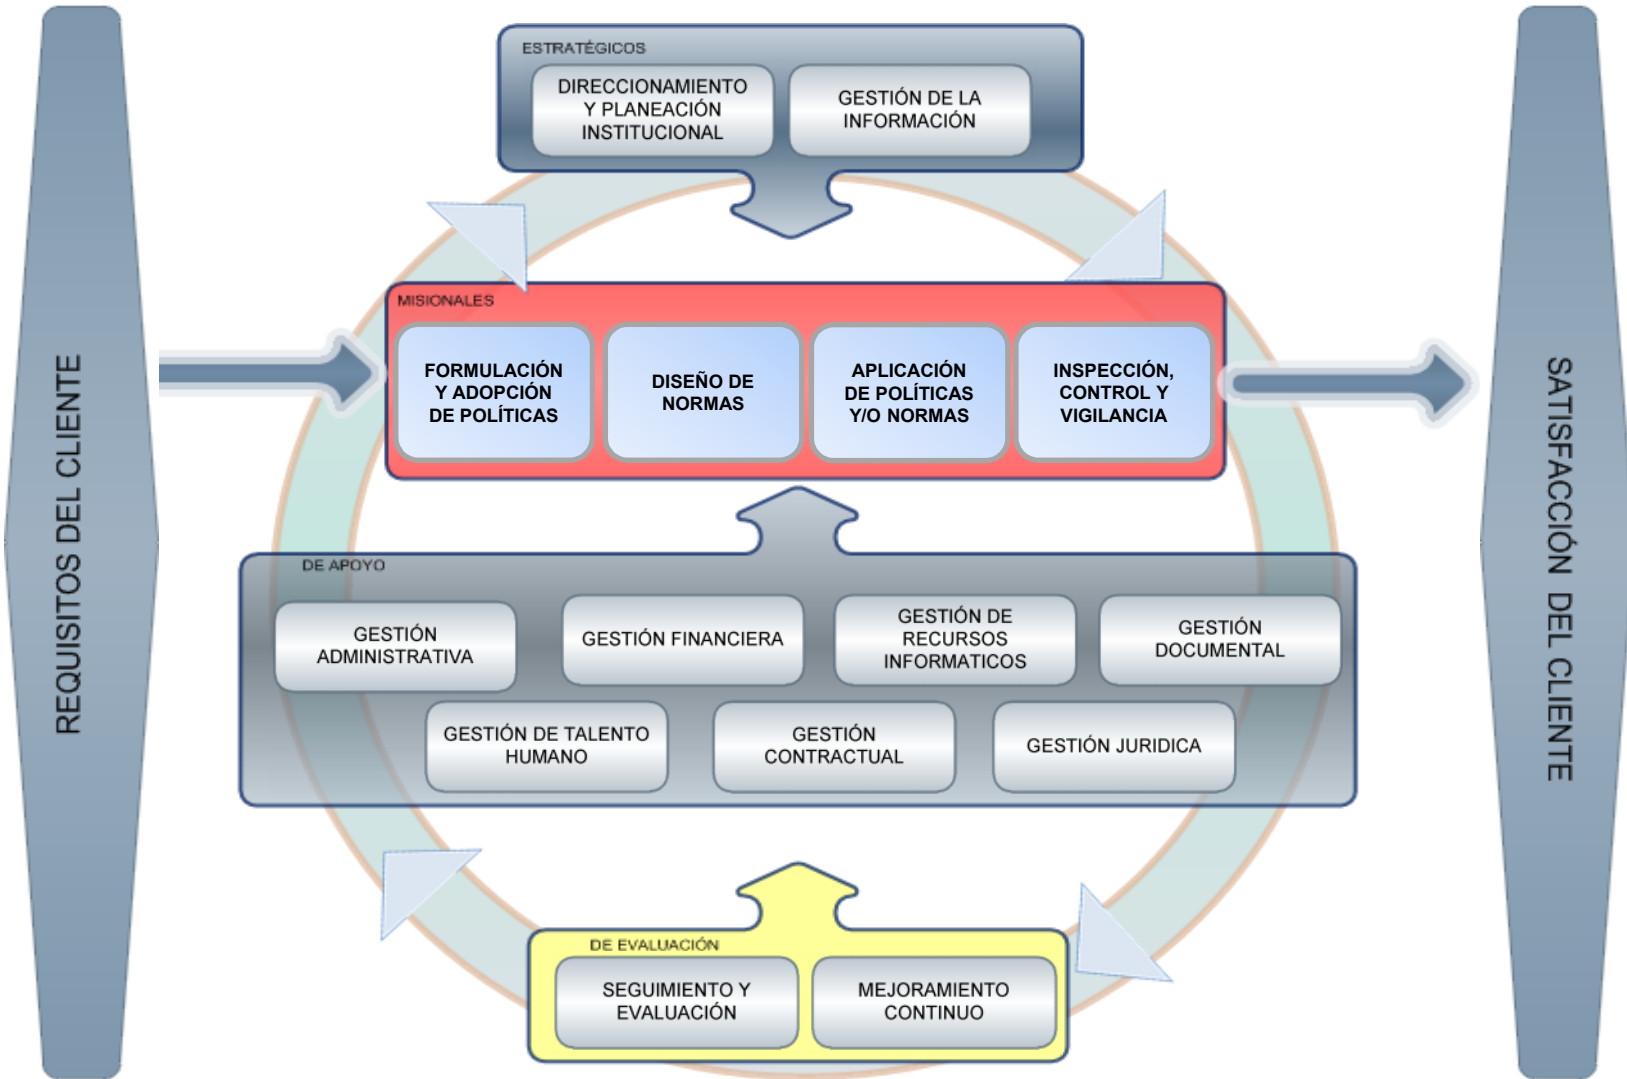 REQUISITOS DEL CLIENTE
ESTRATÉGICOS
DIRECCIONAMIENTO
Y PLANEACIÓN
INSTITUCIONAL
GESTIÓN DE LA
INFORMACIÓN
MISIONALES
FORMULACIÓN
Y ADOPCIÓN
DE POLÍTICAS
DISEÑO DE
NORMAS
APLICACIÓN
DE POLÍTICAS
Y/O NORMAS
INSPECCIÓN,
CONTROL Y
VIGILANCIA
DE APOYO
GESTIÓN
ADMINISTRATIVA
GESTIÓN FINANCIERA
GESTIÓN DE
RECURSOS
INFORMATICOS
GESTIÓN
DOCUMENTAL
GESTIÓN DE TALENTO
HUMANO
GESTIÓN
CONTRACTUAL
GESTIÓN JURIDICA
DE EVALUACIÓN
SEGUIMIENTO Y
EVALUACIÓN
MEJORAMIENTO
CONTINUO
SATISFACCIÓN DEL CLIENTE